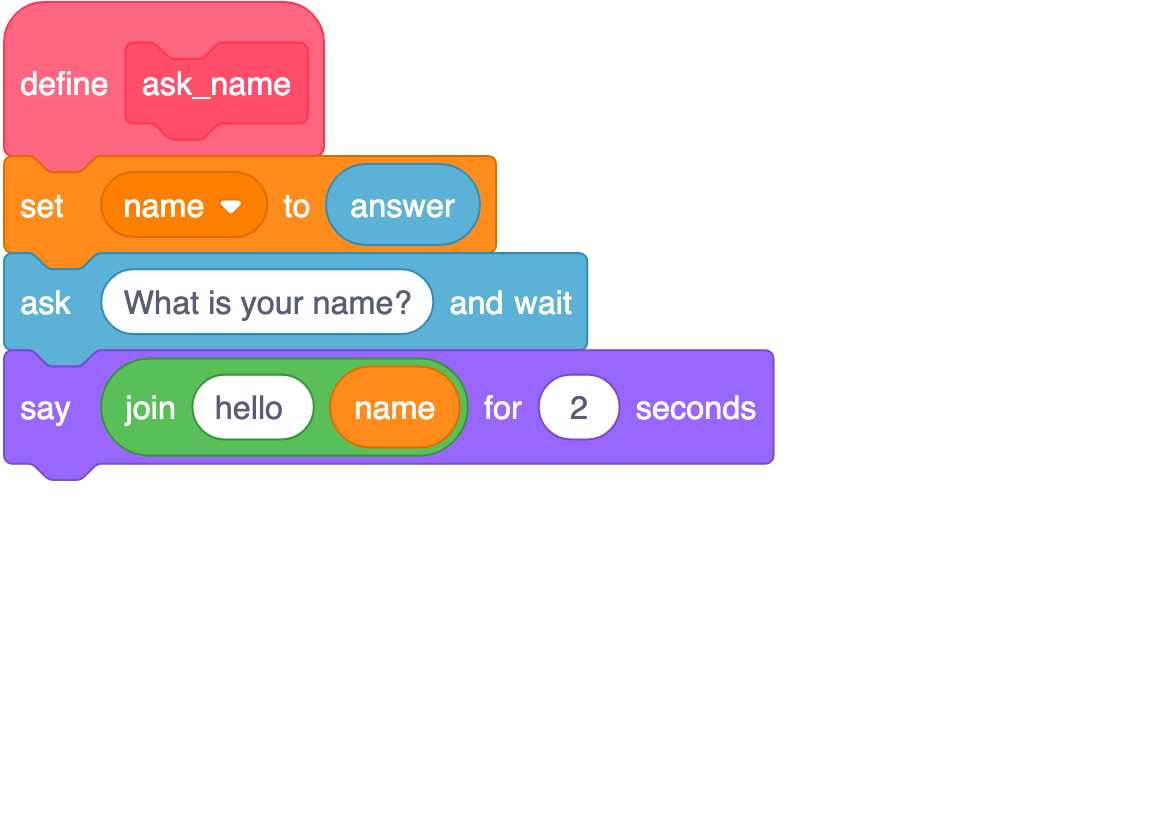 define ask_name
set name to answer
ask What is your name? and wait
say join hello name for 2 seconds